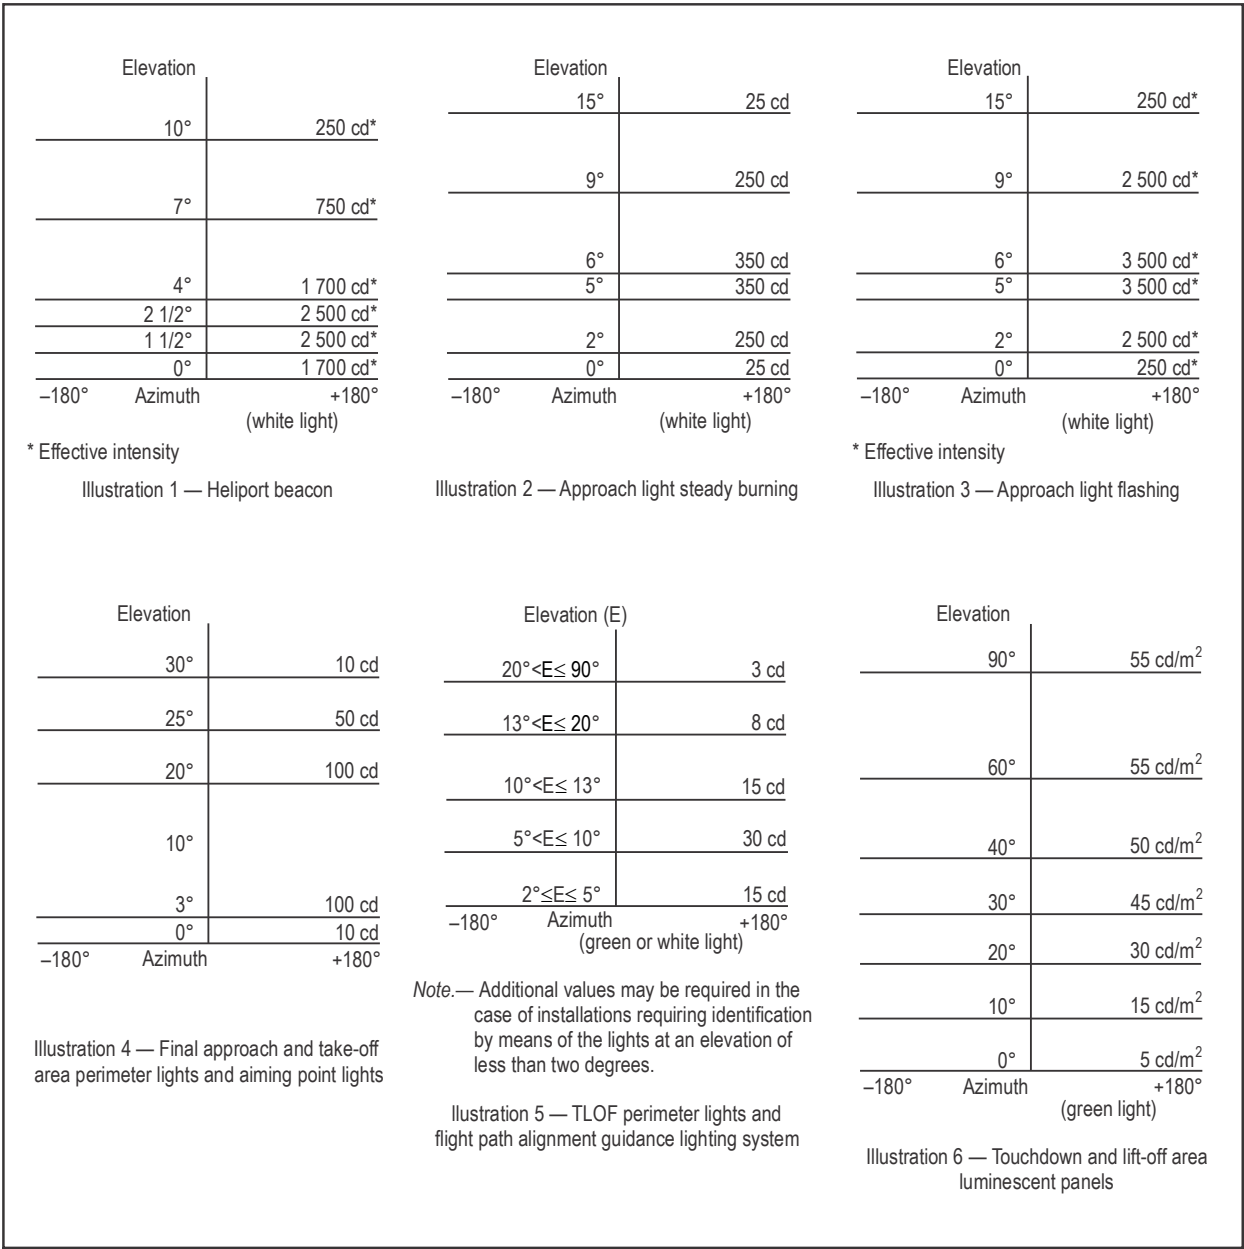 Elevation
10° 250 cd*
7° 750 cd*
4° 1 700 cd*
2 1/2° 2 500 cd*
1 1/2° 2 500 cd*
0° 1 700 cd*
–180° Azimuth +180°
(white light)
* Effective intensity
Illustration 1 — Heliport beacon
Elevation
15° 25 cd
9° 250 cd
6° 350 cd
5° 350 cd
2° 250 cd
0° 25 cd
–180° Azimuth +180°
(white light)
Illustration 2 — Approach light steady burning
Elevation
15° 250 cd*
9° 2 500 cd*
6° 3 500 cd*
5° 3 500 cd*
2° 2 500 cd*
0° 250 cd*
–180° Azimuth +180°
(white light)
* Effective intensity
Illustration 3 — Approach light flashing
Elevation
30° 10 cd
25° 50 cd
20° 100 cd
10°
3° 100 cd
0° 10 cd
–180° Azimuth +180°
Illustration 4 — Final approach and take-off
area perimeter lights and aiming point lights
Elevation (E)
20°<E≤ 90° 3 cd
13°<E≤ 20° 8 cd
10°<E≤ 13° 15 cd
5°<E≤ 10° 30 cd
2°≤E≤ 5° 15 cd
–180° Azimuth +180°
(green or white light)
Note.— Additional values may be required in the
case of installations requiring identification
by means of the lights at an elevation of
less than two degrees.
Ilustration 5 — TLOF perimeter lights and
flight path alignment guidance lighting system
Elevation
90° 55 cd/m²
60° 55 cd/m²
40° 50 cd/m²
30° 45 cd/m²
20° 30 cd/m²
10° 15 cd/m²
0° 5 cd/m²
–180° Azimuth +180°
(green light)
Illustration 6 — Touchdown and lift-off area
luminescent panels